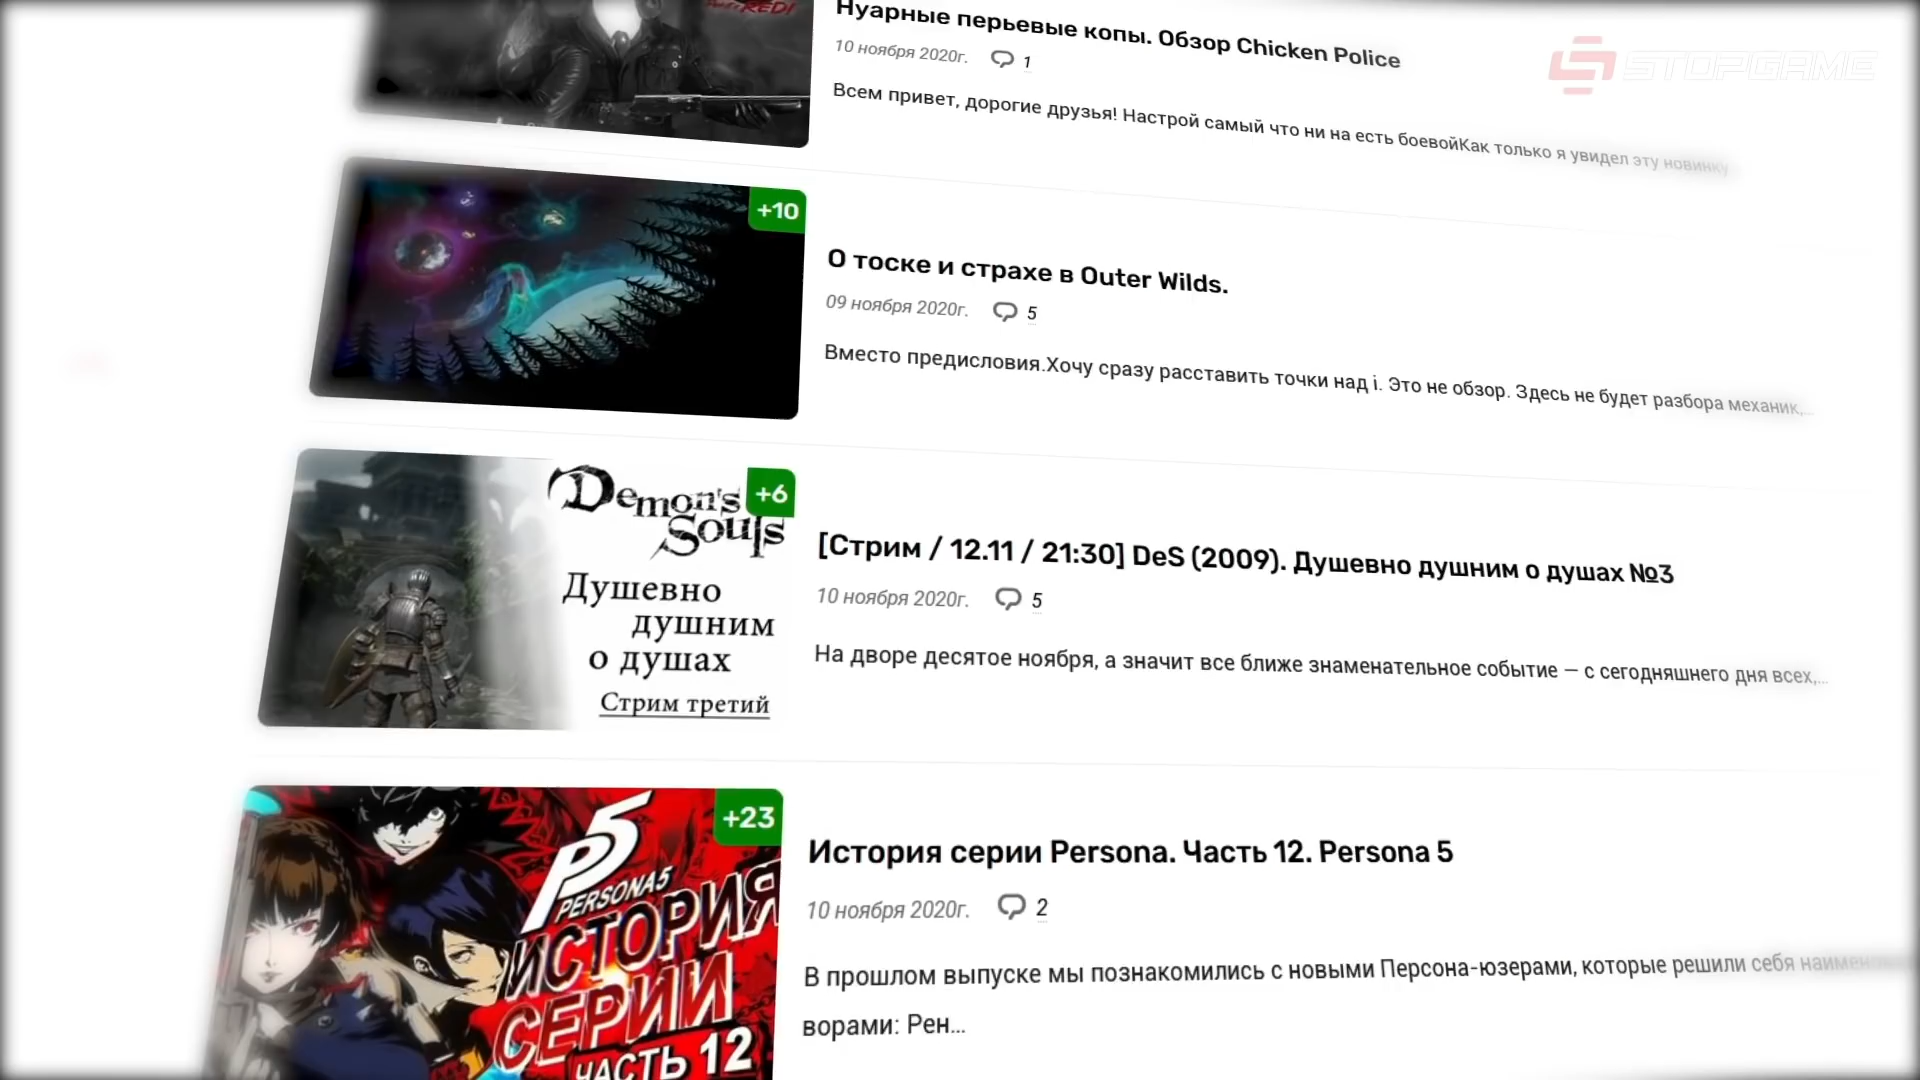 RED!
Нуарные перьевые копы. Обзор Chicken Police
10 ноября 2020г. 1
Всем привет, дорогие друзья! Настрой самый что ни на есть боевойКак только я увидел эту новинку
STOPGAME
+10
О тоске и страхе в Outer Wilds.
09 ноября 2020г. 5
Вместо предисловия.Хочу сразу расставить точки над i. Это не обзор. Здесь не будет разбора механик,...
Demon's
Souls
+6
Душевно
душним
о душах
Стрим третий
[Стрим / 12.11 / 21:30] DeS (2009). Душевно душним о душах №3
10 ноября 2020г. 5
На дворе десятое ноября, а значит все ближе знаменательное событие — с сегодняшнего дня всех,...
+23
P5
PERSONA5
ИСТОРИЯ
СЕРИИ
ЧАСТЬ 12
История серии Persona. Часть 12. Persona 5
10 ноября 2020г. 2
В прошлом выпуске мы познакомились с новыми Персона-юзерами, которые решили себя
ворами: Рен...